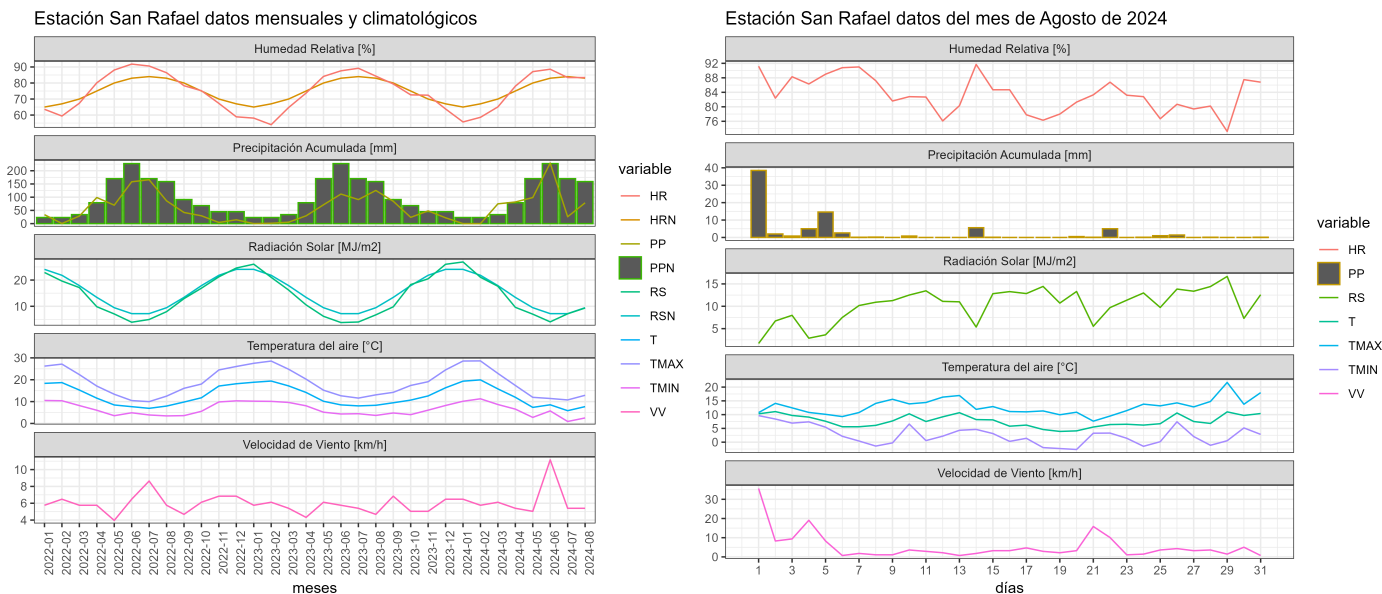 Estación San Rafael datos mensuales y climatológicos
Humedad Relativa [%]
90
80
70
60
Precipitación Acumulada [mm]
200
150
100
50
0
Radiación Solar [MJ/m2]
20
10
Temperatura del aire [°C]
30
20
10
0
Velocidad de Viento [km/h]
10
8
6
4
2022-01
2022-02
2022-03
2022-04
2022-05
2022-06
2022-07
2022-08
2022-09
2022-10
2022-11
2022-12
2023-01
2023-02
2023-03
2023-04
2023-05
2023-06
2023-07
2023-08
2023-09
2023-10
2023-11
2023-12
2024-01
2024-02
2024-03
2024-04
2024-05
2024-06
2024-07
2024-08
meses
variable
HR
HRN
PP
PPN
RS
RSN
T
TMAX
TMIN
VV
Estación San Rafael datos del mes de Agosto de 2024
Humedad Relativa [%]
92
88
84
80
76
Precipitación Acumulada [mm]
40
30
20
10
0
Radiación Solar [MJ/m2]
15
10
5
Temperatura del aire [°C]
20
15
10
5
0
Velocidad de Viento [km/h]
30
20
10
0
1 3 5 7 9 11 13 15 17 19 21 23 25 27 29 31
días
variable
HR
PP
RS
T
TMAX
TMIN
VV